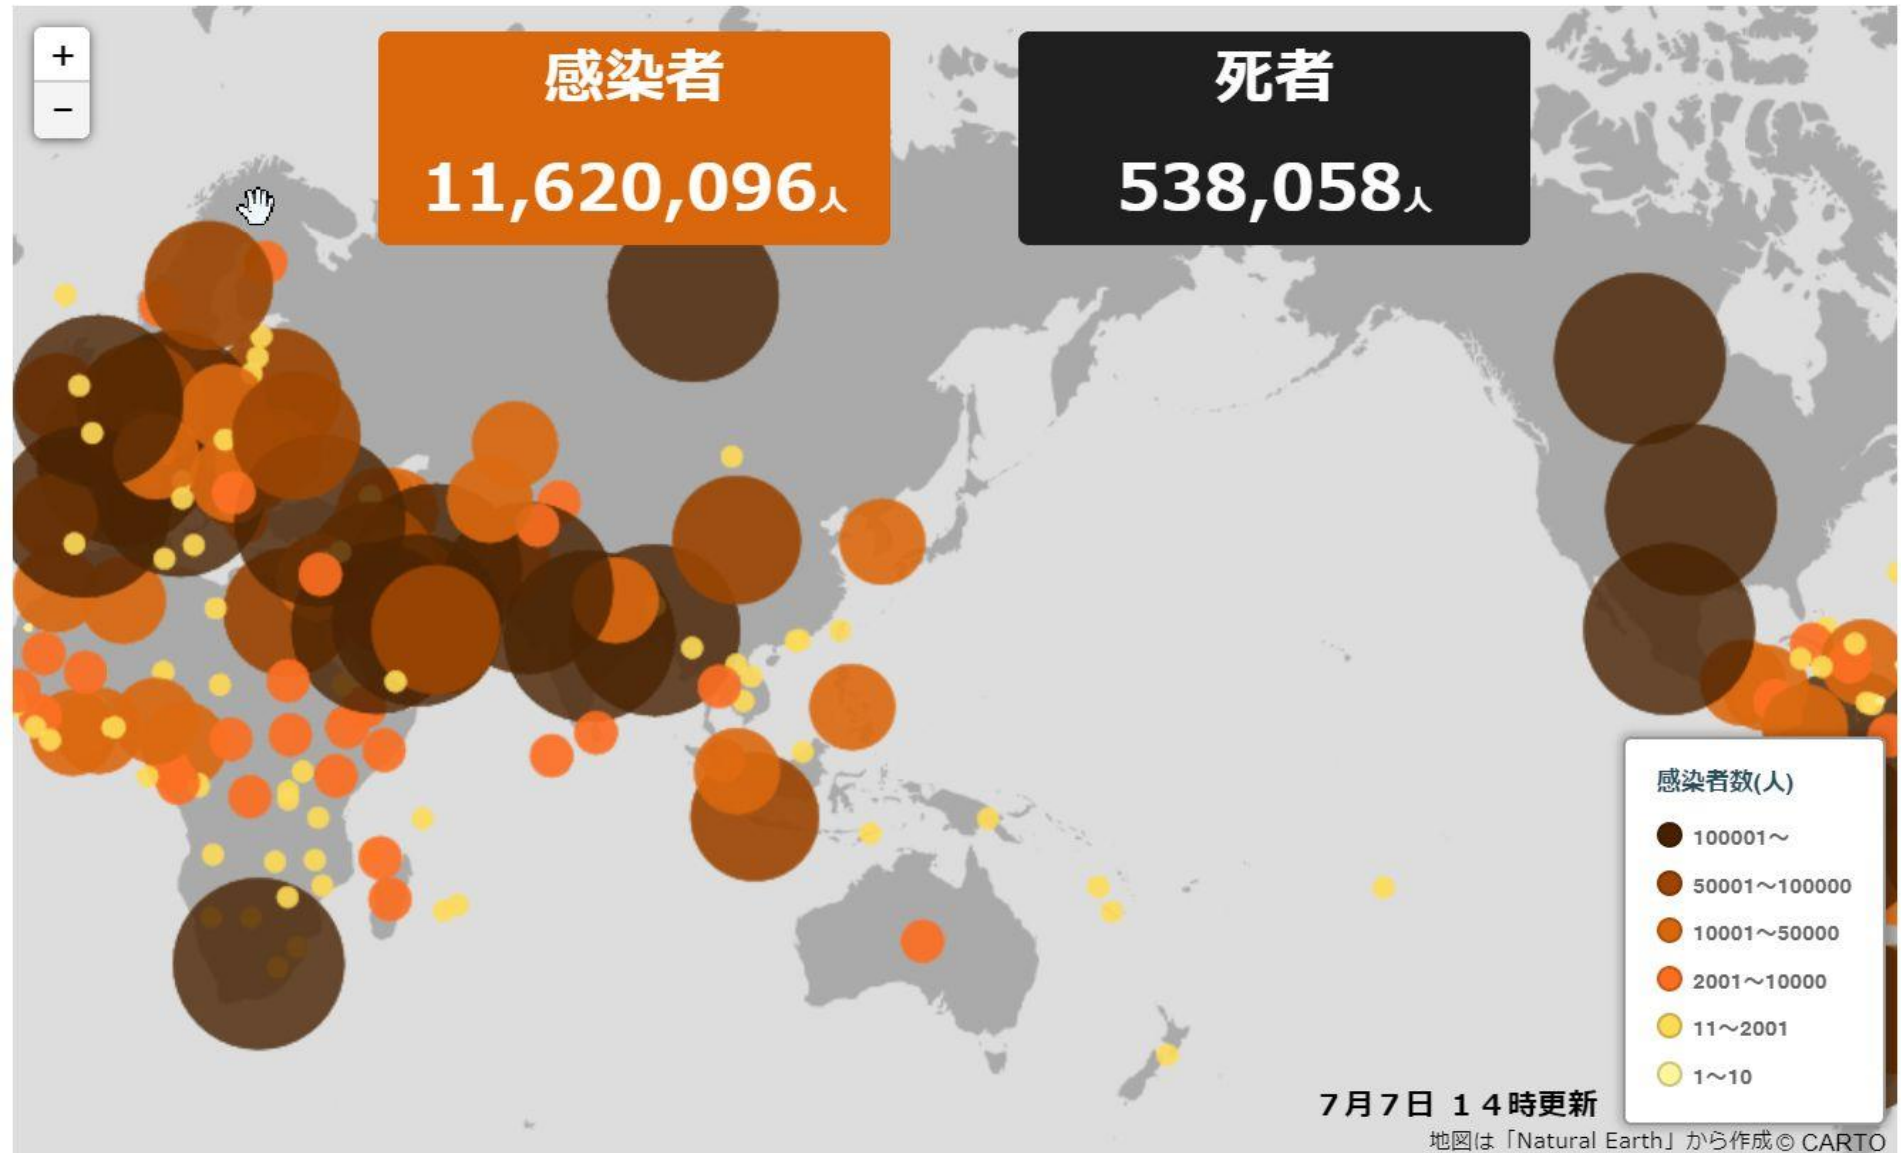 +
−
感染者
11,620,096人
死者
538,058人
感染者数(人)
100001～
50001～100000
10001～50000
2001～10000
11～2001
1～10
７月７日 １４時更新
地図は「Natural Earth」から作成© CARTO